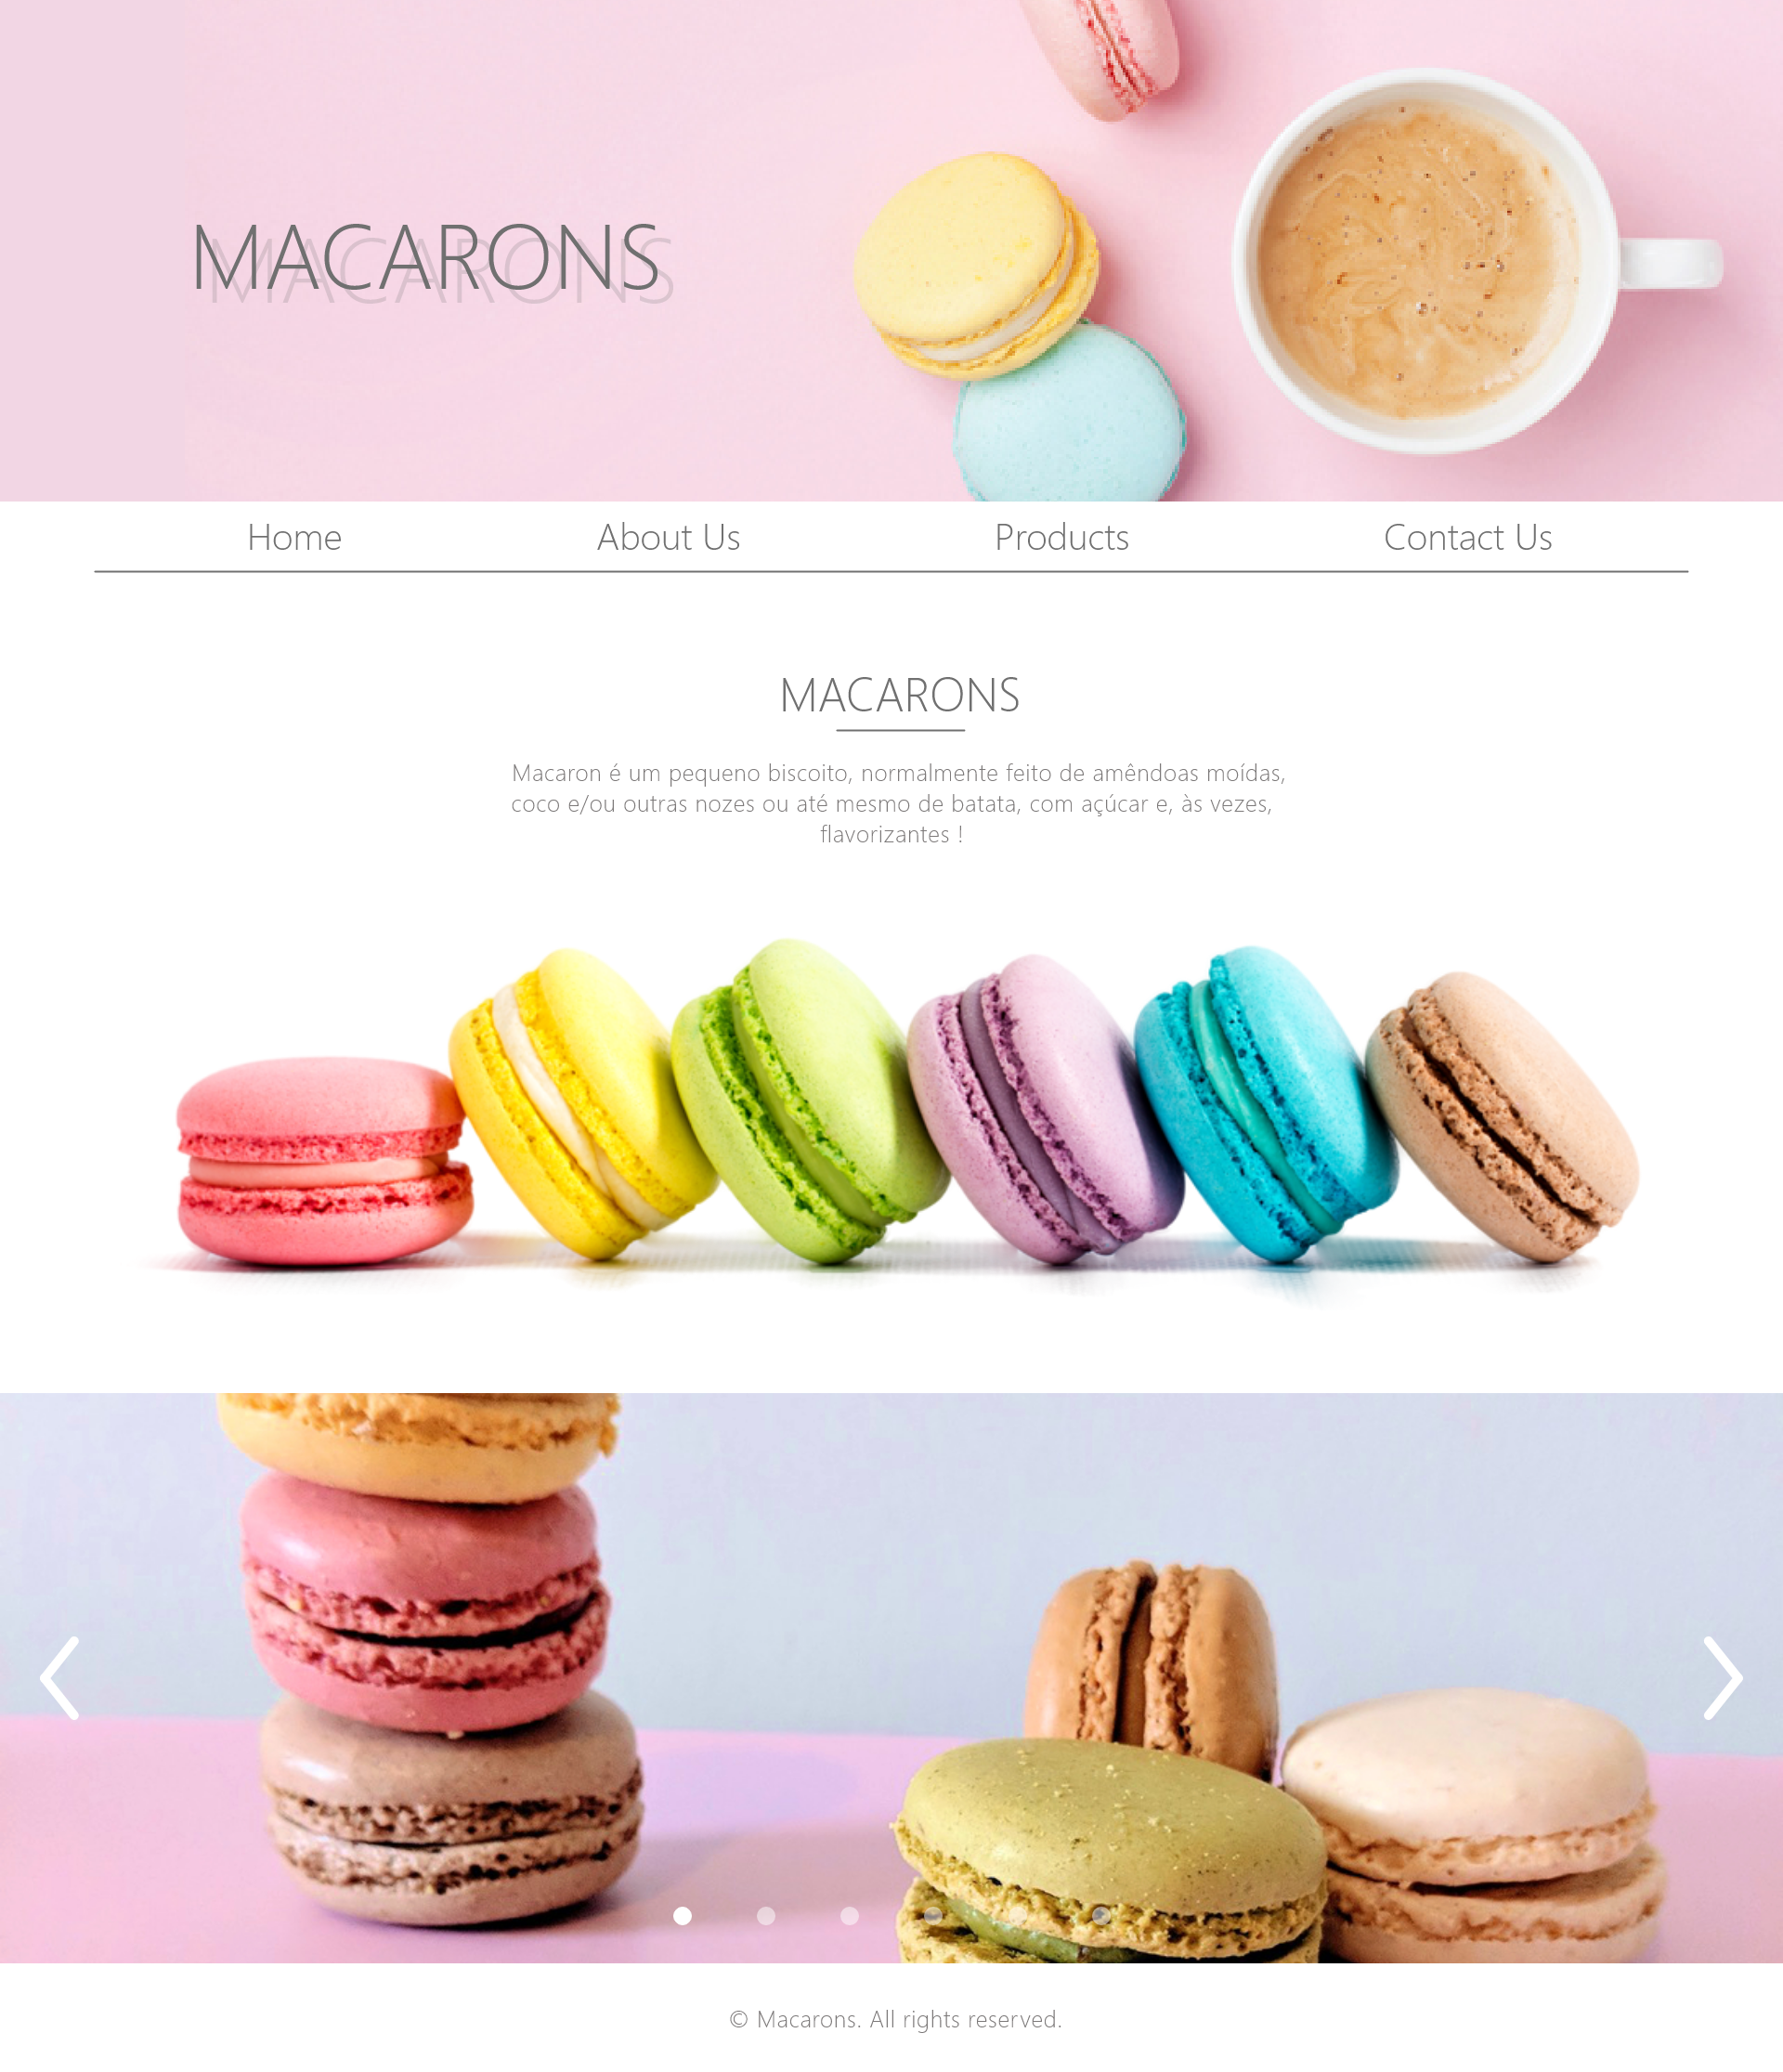 MACARONS
Home About Us Products Contact Us
MACARONS
Macaron é um pequeno biscoito, normalmente feito de amêndoas moídas,
coco e/ou outras nozes ou até mesmo de batata, com açúcar e, às vezes,
flavorizantes !
© Macarons. All rights reserved.